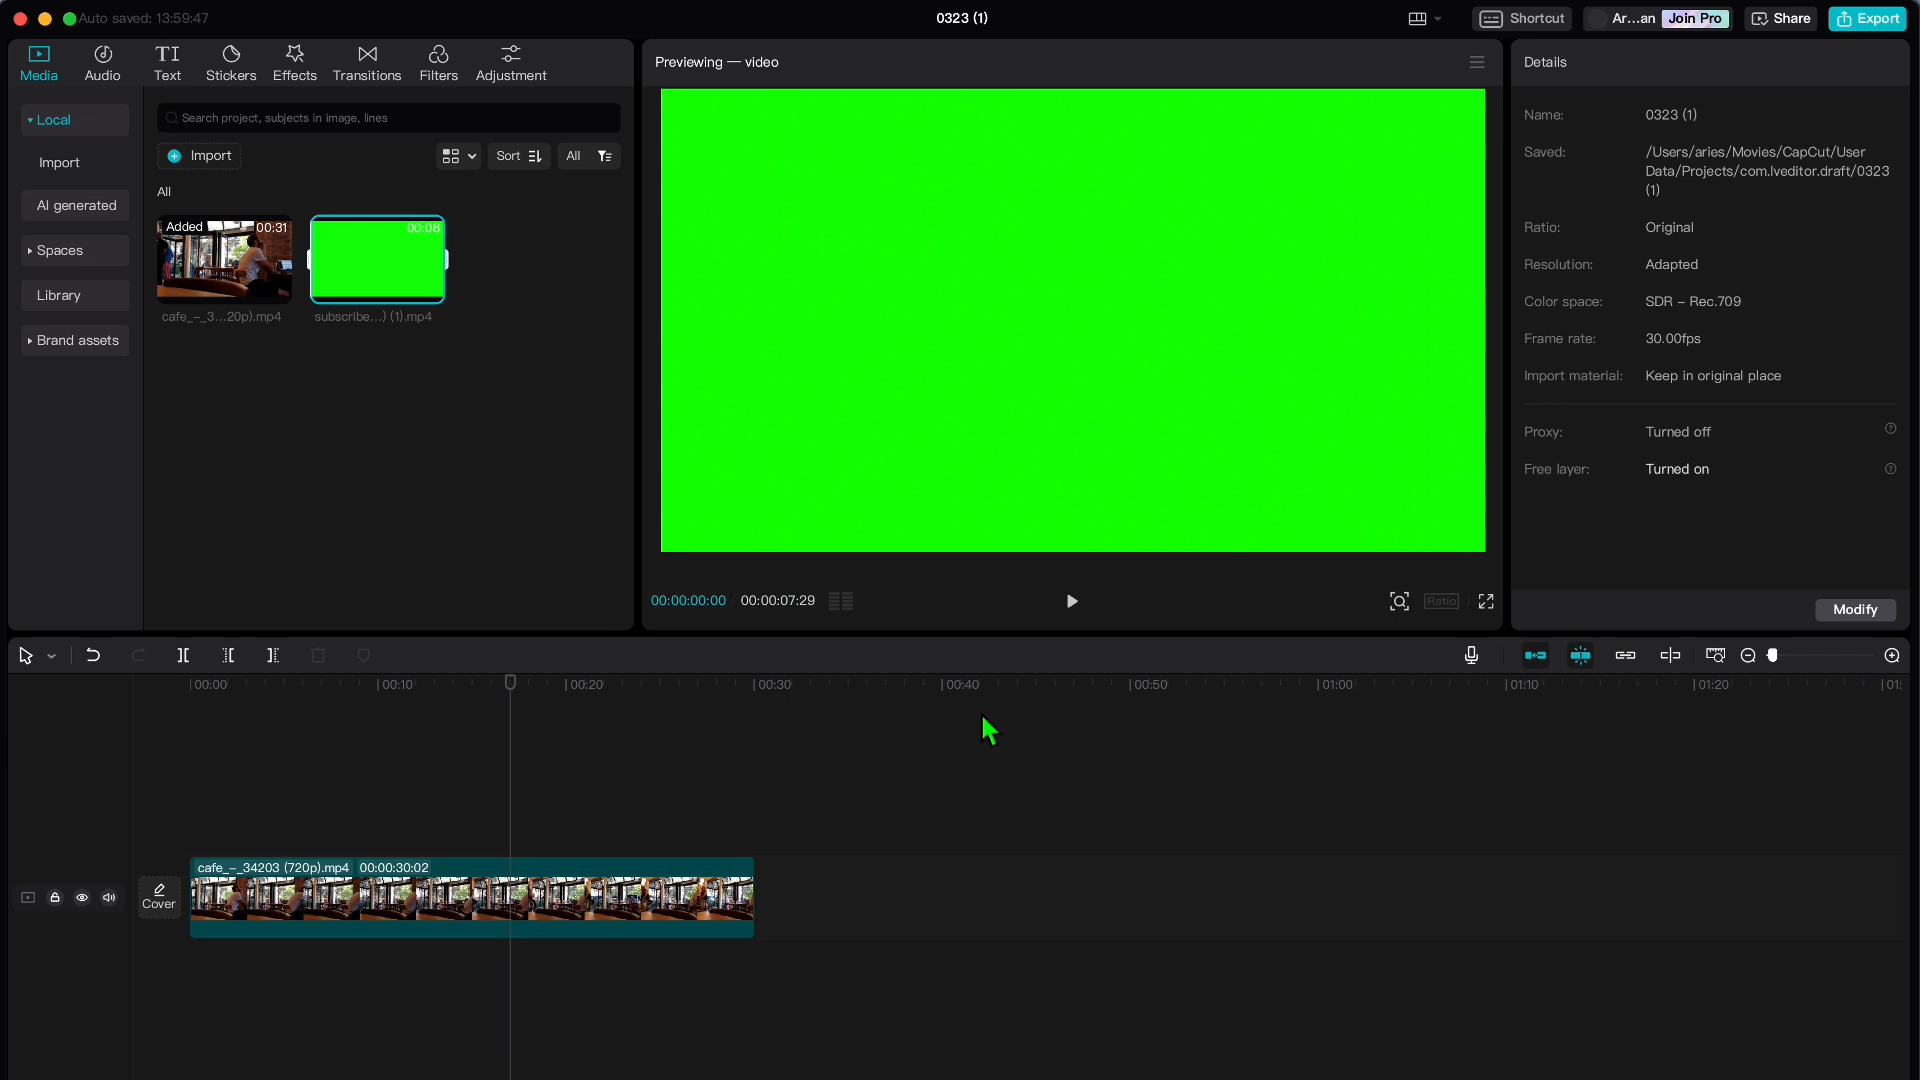 Auto saved: 13:59:47
0323 (1)
Shortcut
Ar...an
Join Pro
Share
Export
Media
Audio
TI
Text
Stickers
Effects
Transitions
Filters
Adjustment
Local
Import
AI generated
Spaces
Library
Brand assets
Search project, subjects in image, lines
Import
Sort
All
All
Added
00:31
cafe_-_3...20p).mp4
00:08
subscribe...) (1).mp4
Previewing — video
00:00:00:00
00:00:07:29
Ratio
Details
Name: 0323 (1)
Saved: /Users/aries/Movies/CapCut/User
Data/Projects/com.lveditor.draft/0323
(1)
Ratio: Original
Resolution: Adapted
Color space: SDR - Rec.709
Frame rate: 30.00fps
Import material: Keep in original place
Proxy: Turned off
Free layer: Turned on
Modify
00:00
00:10
00:20
00:30
00:40
00:50
01:00
01:10
01:20
01:
cafe_-_34203 (720p).mp4 00:00:30:02
Cover